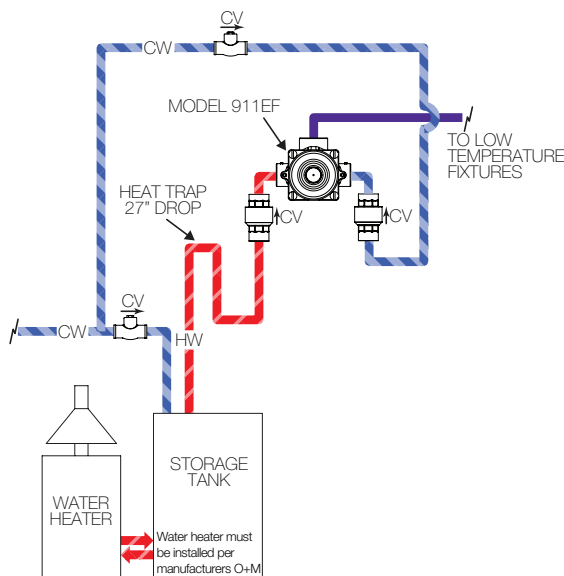 CV
CW
MODEL 911EF
TO LOW
TEMPERATURE
FIXTURES
HEAT TRAP
27" DROP
CV
CV
CV
CW
HW
STORAGE
TANK
WATER
HEATER
Water heater must
be installed per
manufacturers O+M